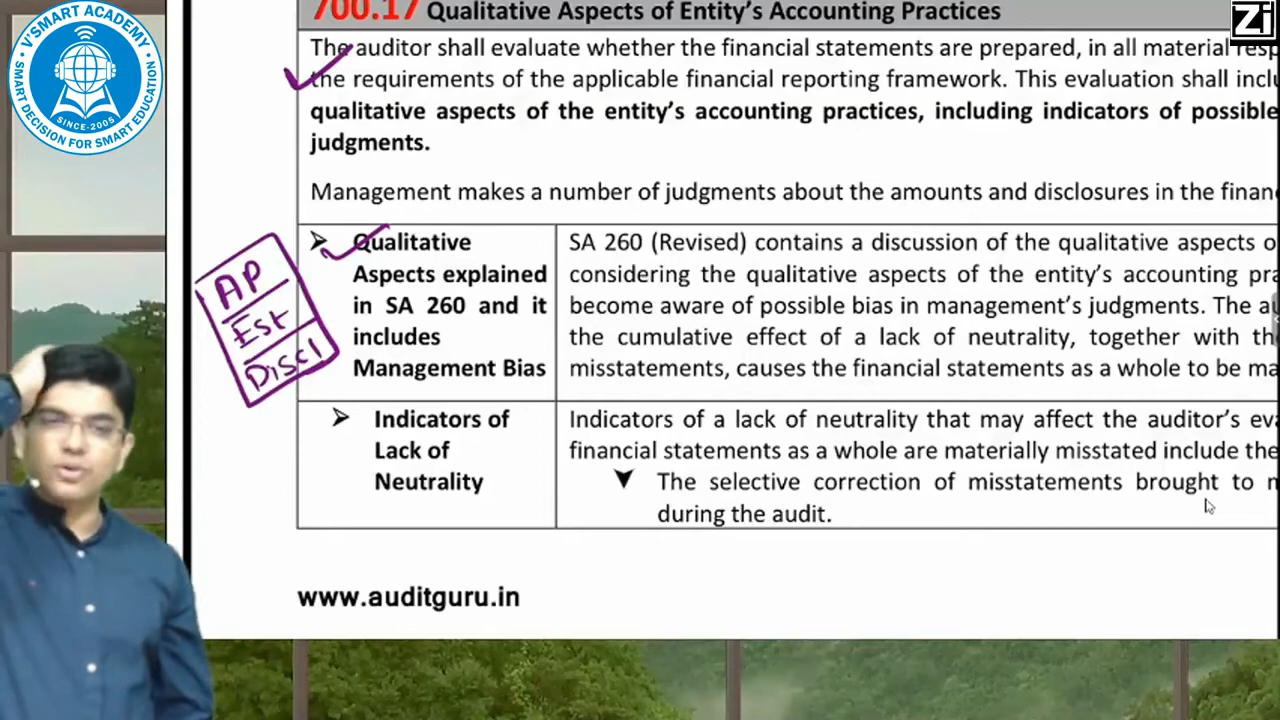 V'SMART ACADEMY
SINCE-2005
SMART DECISION FOR SMART EDUCATION
Zi
700.17 Qualitative Aspects of Entity's Accounting Practices
The auditor shall evaluate whether the financial statements are prepared, in all material
the requirements of the applicable financial reporting framework. This evaluation shall
qualitative aspects of the entity's accounting practices, including indicators of possible
judgments.
Management makes a number of judgments about the amounts and disclosures in the
Qualitative
Aspects explained
in SA 260 and it
includes
Management Bias
AP
Est
Discl
SA 260 (Revised) contains a discussion of the qualitative aspects
considering the qualitative aspects of the entity's accounting
become aware of possible bias in management's judgments. The
the cumulative effect of a lack of neutrality, together with
misstatements, causes the financial statements as a whole to be
Indicators of
Lack of
Neutrality
Indicators of a lack of neutrality that may affect the auditor's
financial statements as a whole are materially misstated include the
The selective correction of misstatements brought to
during the audit.
www.auditguru.in